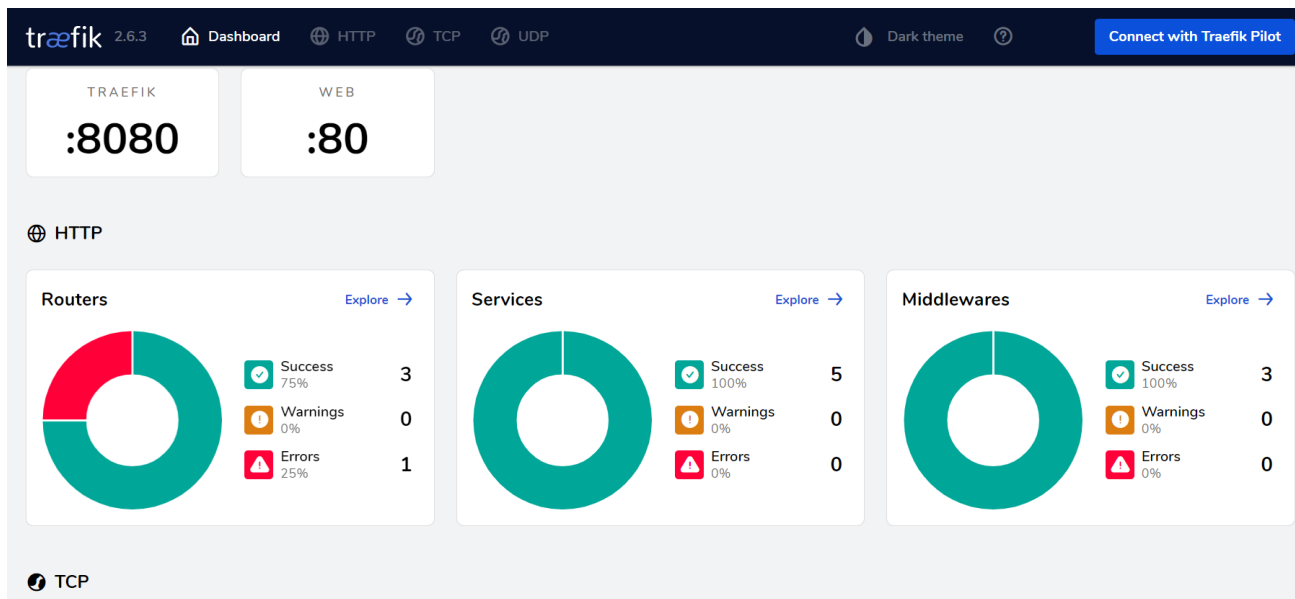 træfik 2.6.3 Dashboard HTTP TCP UDP Dark theme Connect with Traefik Pilot
TRAEFIK WEB
:8080 :80
HTTP
Routers Explore
Success 3
75%
Warnings 0
0%
Errors 1
25%
Services Explore
Success 5
100%
Warnings 0
0%
Errors 0
0%
Middlewares Explore
Success 3
100%
Warnings 0
0%
Errors 0
0%
TCP